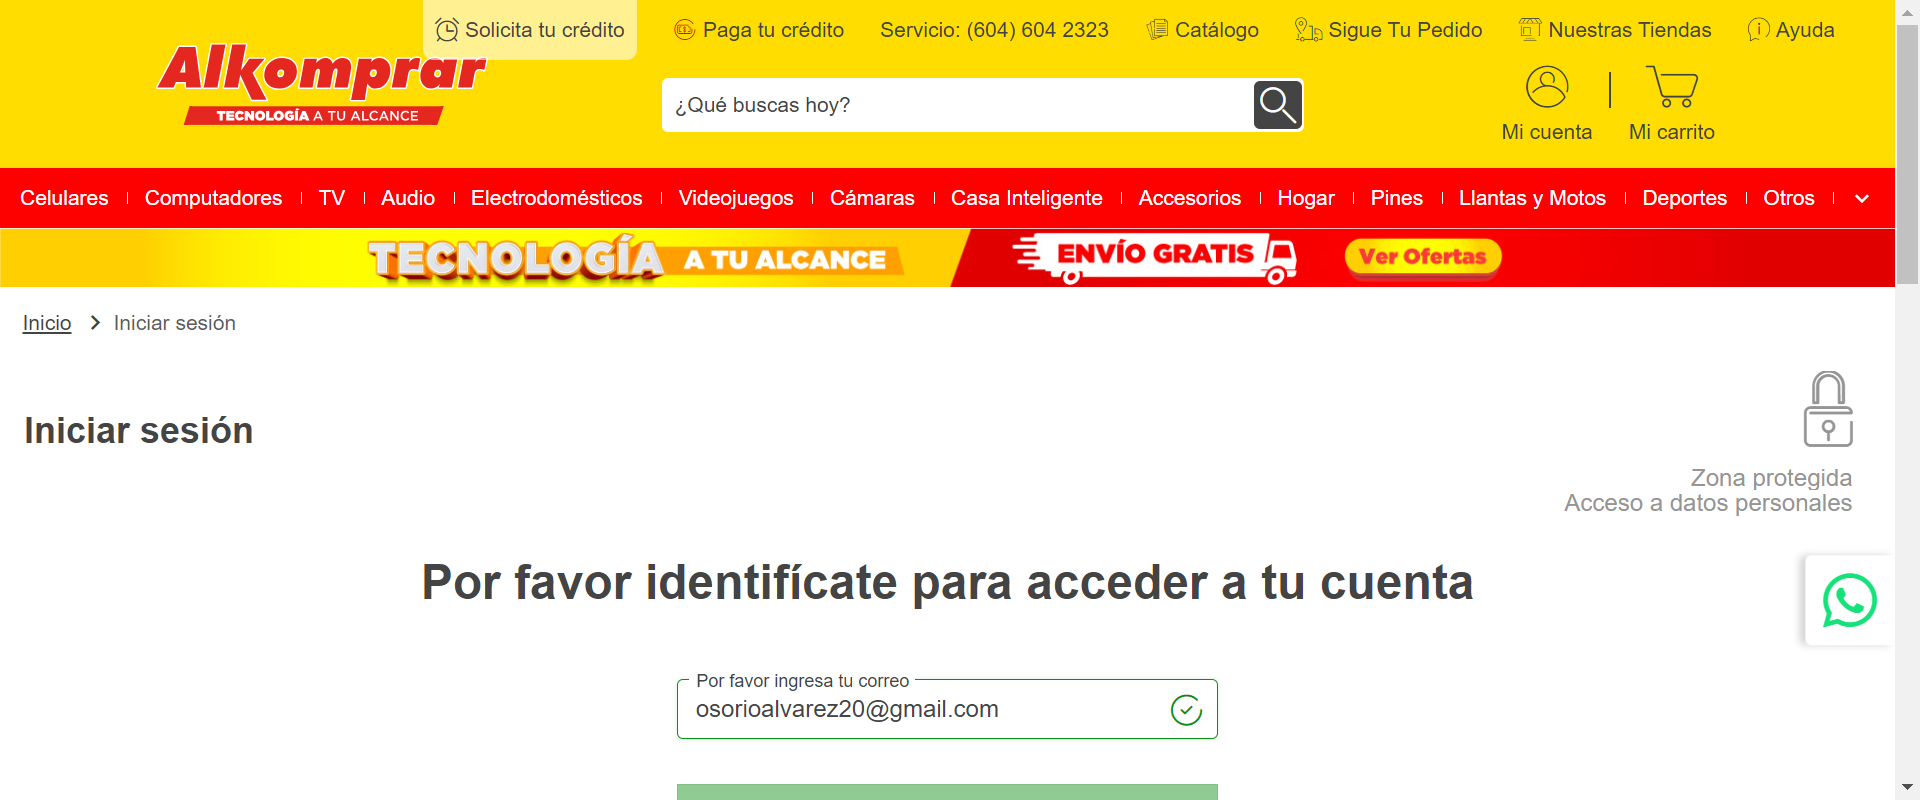 Solicita tu crédito
Paga tu crédito
Servicio: (604) 604 2323
Catálogo
Sigue Tu Pedido
Nuestras Tiendas
Ayuda
Alkomprar
TECNOLOGÍA A TU ALCANCE
¿Qué buscas hoy?
Mi cuenta
Mi carrito
Celulares
Computadores
TV
Audio
Electrodomésticos
Videojuegos
Cámaras
Casa Inteligente
Accesorios
Hogar
Pines
Llantas y Motos
Deportes
Otros
TECNOLOGÍA A TU ALCANCE
ENVÍO GRATIS
Ver Ofertas
Inicio
Iniciar sesión
Iniciar sesión
Zona protegida
Acceso a datos personales
Por favor identifícate para acceder a tu cuenta
Por favor ingresa tu correo
osorioalvarez20@gmail.com